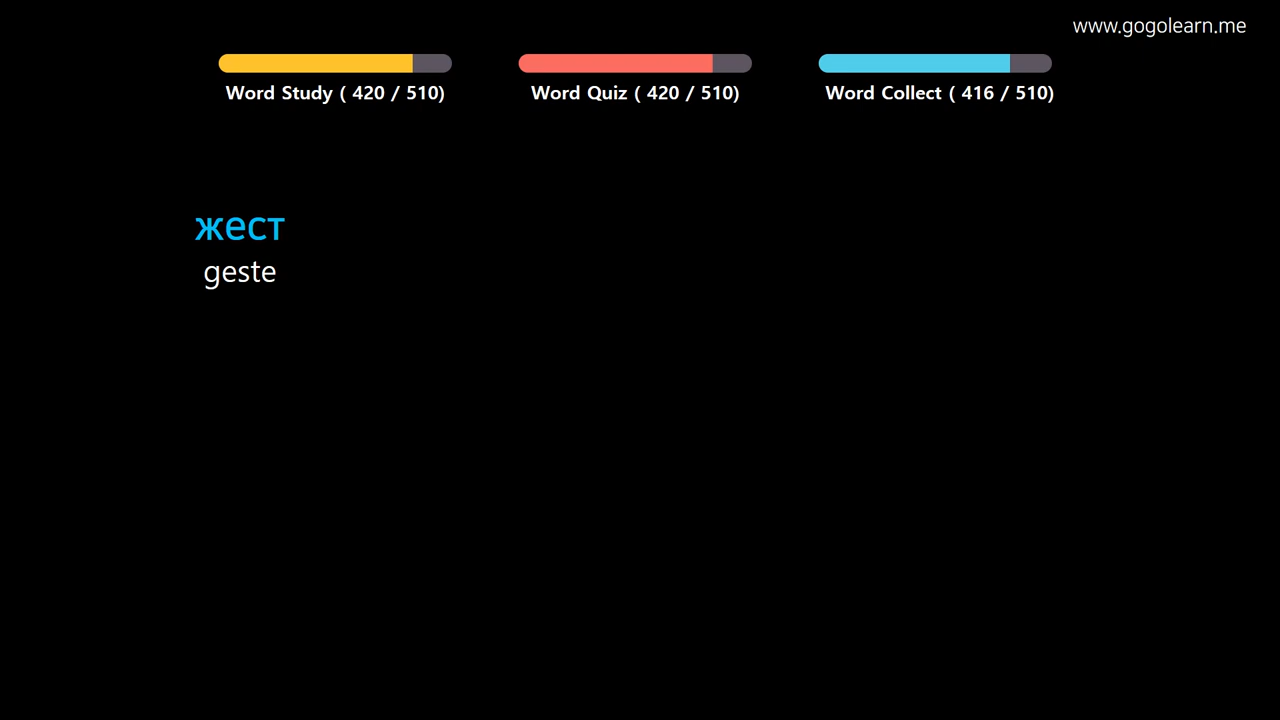 www.gogolearn.me
Word Study ( 420 / 510)
Word Quiz ( 420 / 510)
Word Collect ( 416 / 510)
жест
geste